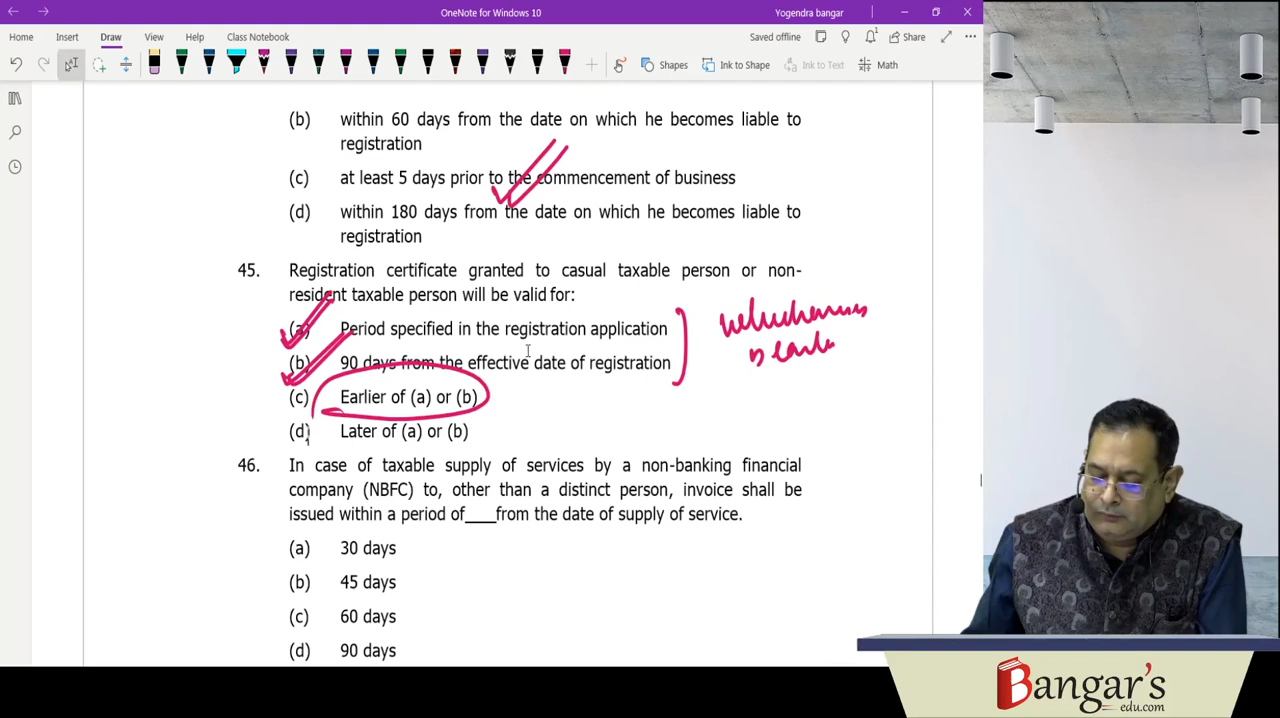 OneNote for Windows 10
Yogendra bangar
Home Insert Draw View Help Class Notebook
Saved offline Share
Shapes Ink to Shape Ink to Text Math
(b) within 60 days from the date on which he becomes liable to
registration
(c) at least 5 days prior to the commencement of business
(d) within 180 days from the date on which he becomes liable to
registration
45. Registration certificate granted to casual taxable person or non-
resident taxable person will be valid for:
(a) Period specified in the registration application
(b) 90 days from the effective date of registration
(c) Earlier of (a) or (b)
(d) Later of (a) or (b)
46. In case of taxable supply of services by a non-banking financial
company (NBFC) to, other than a distinct person, invoice shall be
issued within a period of____from the date of supply of service.
(a) 30 days
(b) 45 days
(c) 60 days
(d) 90 days
Bangar's
edu.com